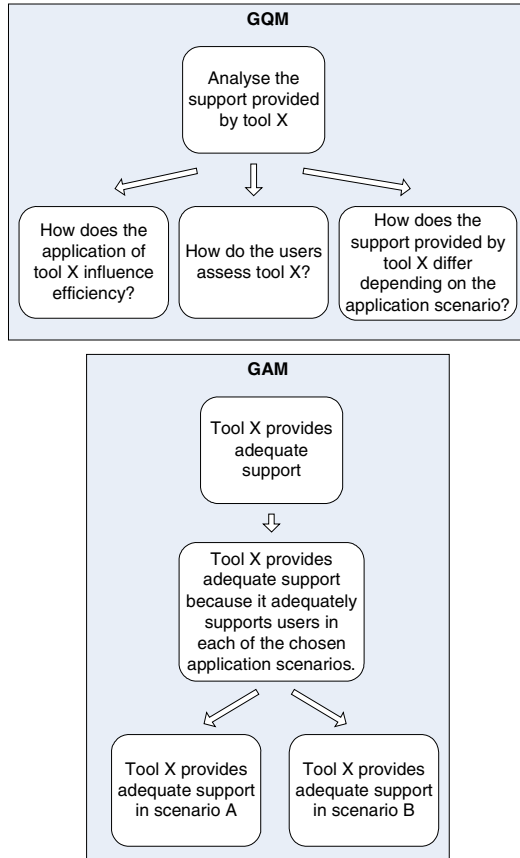 GQM
Analyse the
support provided
by tool X
How does the
application of
tool X influence
efficiency?
How do the users
assess tool X?
How does the
support provided by
tool X differ
depending on the
application scenario?
GAM
Tool X provides
adequate
support
Tool X provides
adequate support
because it adequately
supports users in
each of the chosen
application scenarios.
Tool X provides
adequate support
in scenario A
Tool X provides
adequate support
in scenario B